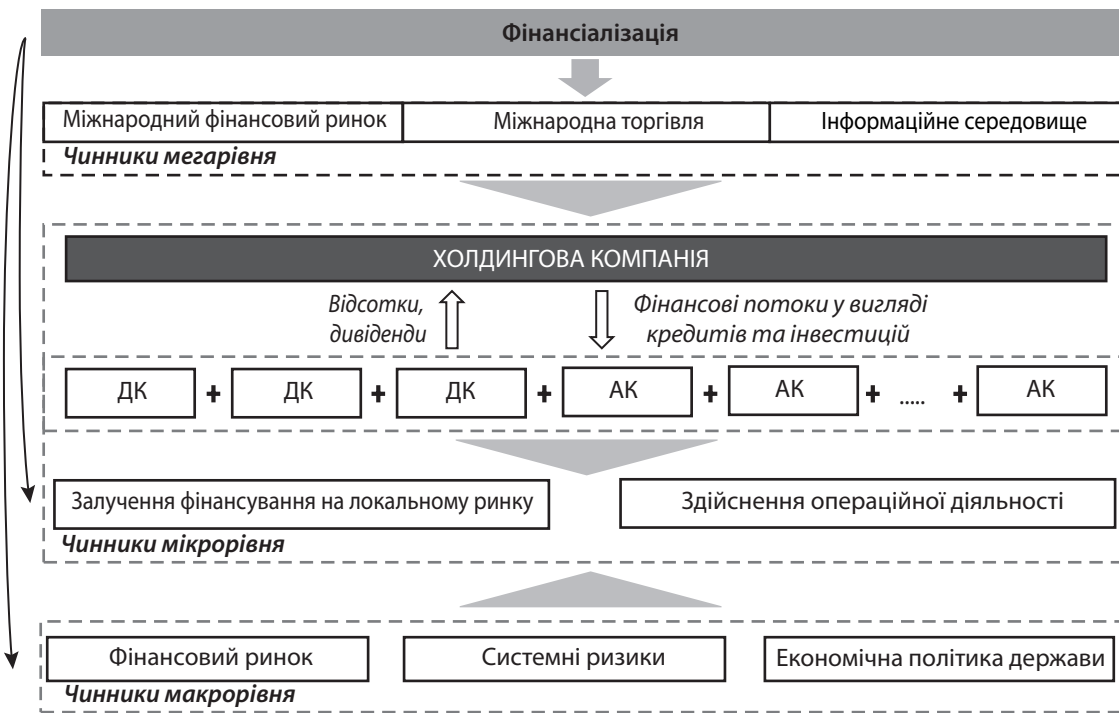 Фінансіалізація
Міжнародний фінансовий ринок
Міжнародна торгівля
Інформаційне середовище
Чинники мегарівня
ХОЛДИНГОВА КОМПАНІЯ
Відсотки,
дивіденди
Фінансові потоки у вигляді
кредитів та інвестицій
ДК + ДК + ДК + АК + АК + ..... + АК
Залучення фінансування на локальному ринку
Здійснення операційної діяльності
Чинники мікрорівня
Фінансовий ринок
Системні ризики
Економічна політика держави
Чинники макрорівня